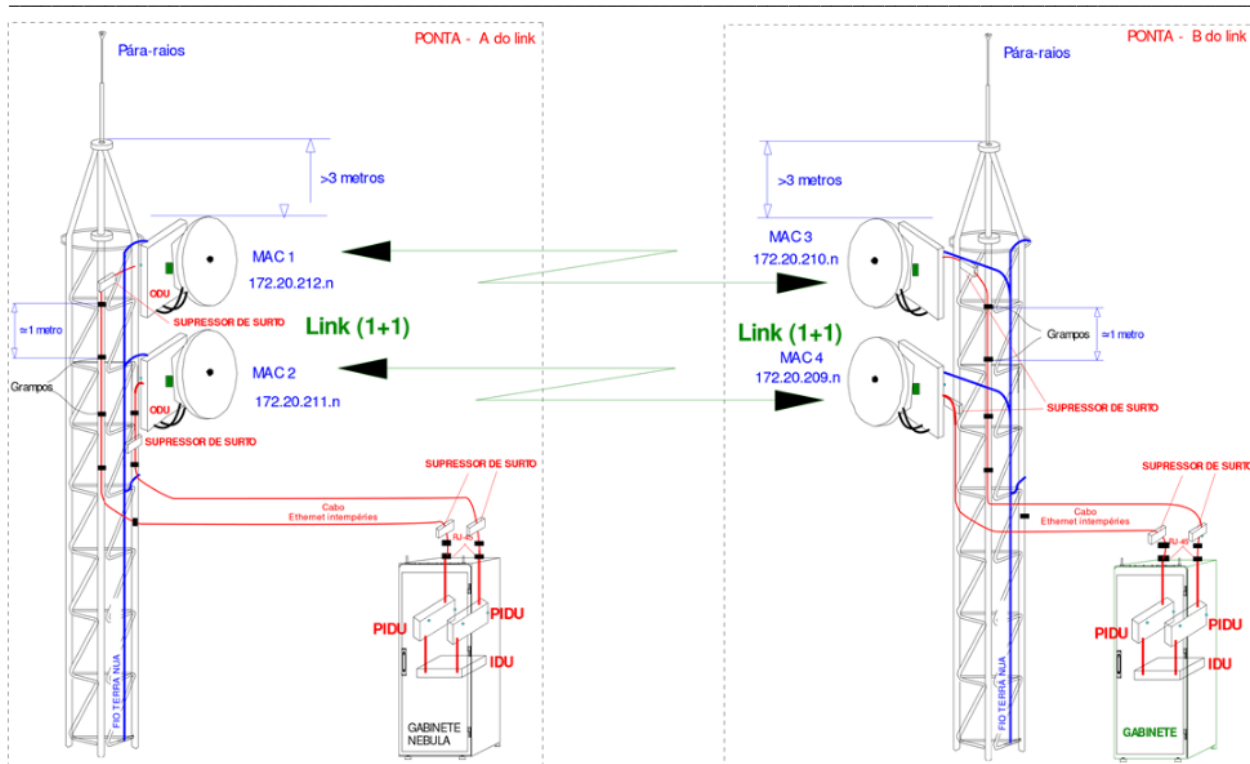 PONTA - A do link
Pára-raios
>3 metros
MAC 1
172.20.212.n
ODU
SUPRESSOR DE SURTO
≃1 metro
Link (1+1)
Grampos
MAC 2
172.20.211.n
ODU
SUPRESSOR DE SURTO
SUPRESSOR DE SURTO
Cabo
Ethernet intempéries
RJ-45
PIDU
PIDU
IDU
FIO TERRA NUA
GABINETE
NEBULA
PONTA - B do link
Pára-raios
>3 metros
MAC 3
172.20.210.n
Link (1+1)
Grampos
≃1 metro
MAC 4
172.20.209.n
SUPRESSOR DE SURTO
SUPRESSOR DE SURTO
Cabo
Ethernet intempéries
RJ-45
PIDU
PIDU
IDU
FIO TERRA NUA
GABINETE